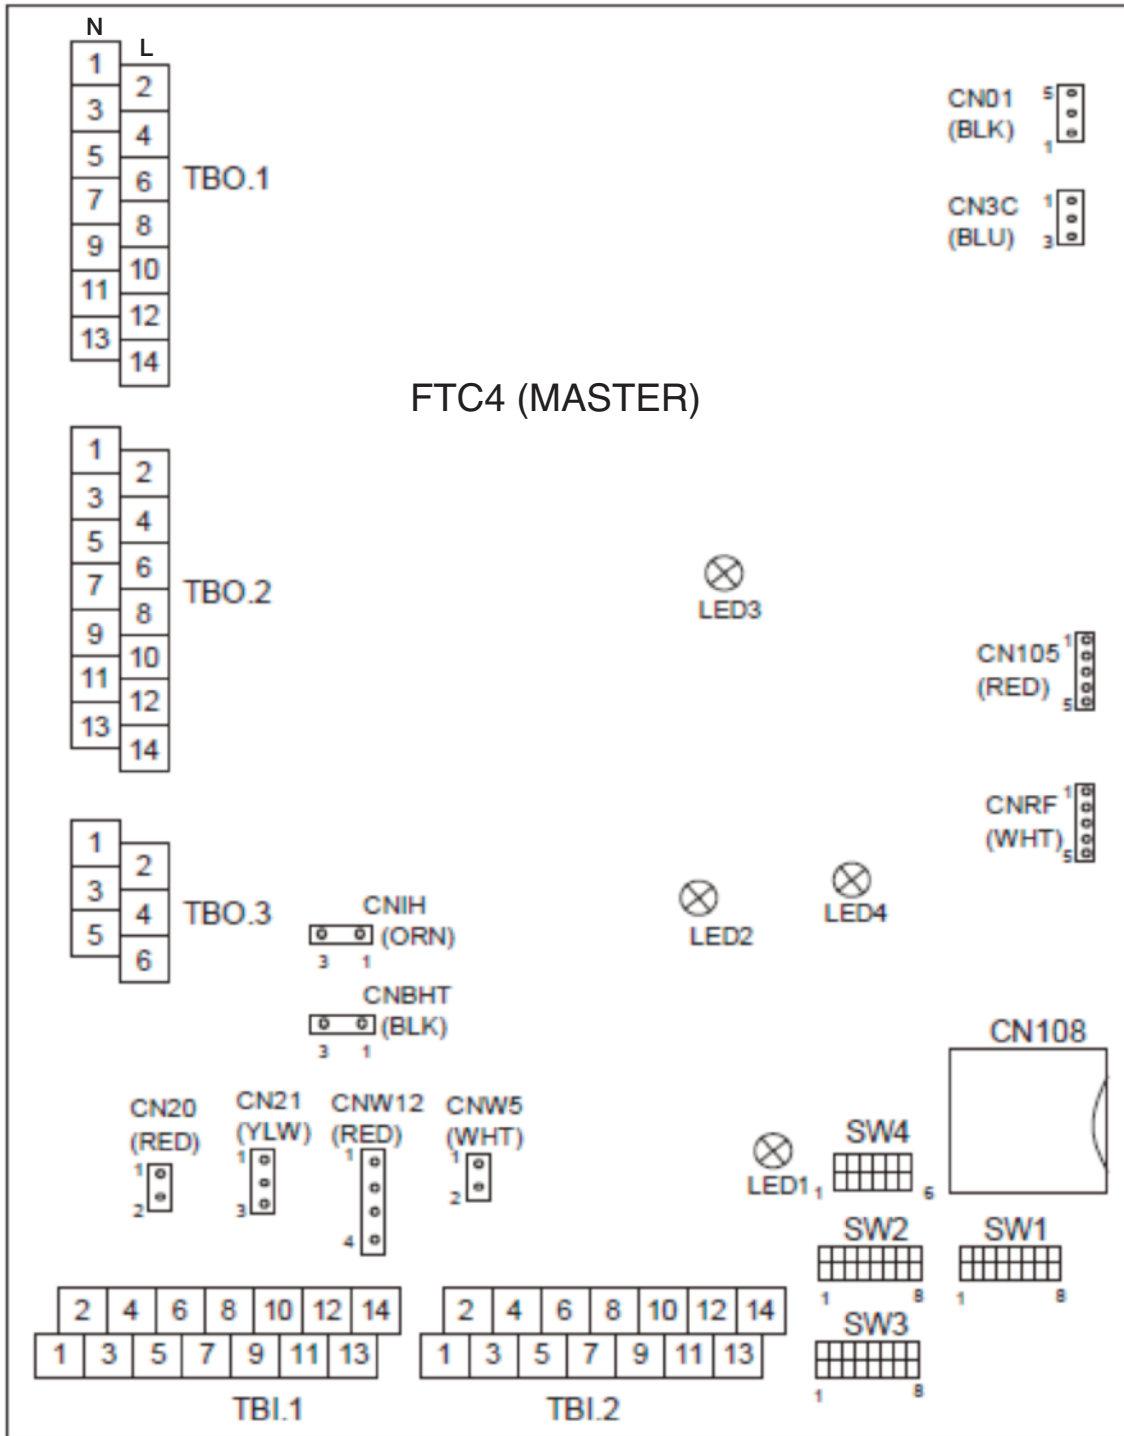 N
L
1
2
3
4
5
6
7
8
9
10
11
12
13
14
TBO.1
CN01
(BLK)
5
1
CN3C
(BLU)
1
3
FTC4 (MASTER)
1
2
3
4
5
6
7
8
9
10
11
12
13
14
TBO.2
LED3
CN105
(RED)
1
5
CNRF
(WHT)
1
5
1
2
3
4
5
6
TBO.3
CNIH
(ORN)
3 1
CNBHT
(BLK)
3 1
LED2
LED4
CN108
CN20
(RED)
1
2
CN21
(YLW)
1
3
CNW12
(RED)
1
4
CNW5
(WHT)
1
2
LED1
SW4
1 6
SW2
1 8
SW1
1 8
SW3
1 8
2 4 6 8 10 12 14
1 3 5 7 9 11 13
TBI.1
2 4 6 8 10 12 14
1 3 5 7 9 11 13
TBI.2